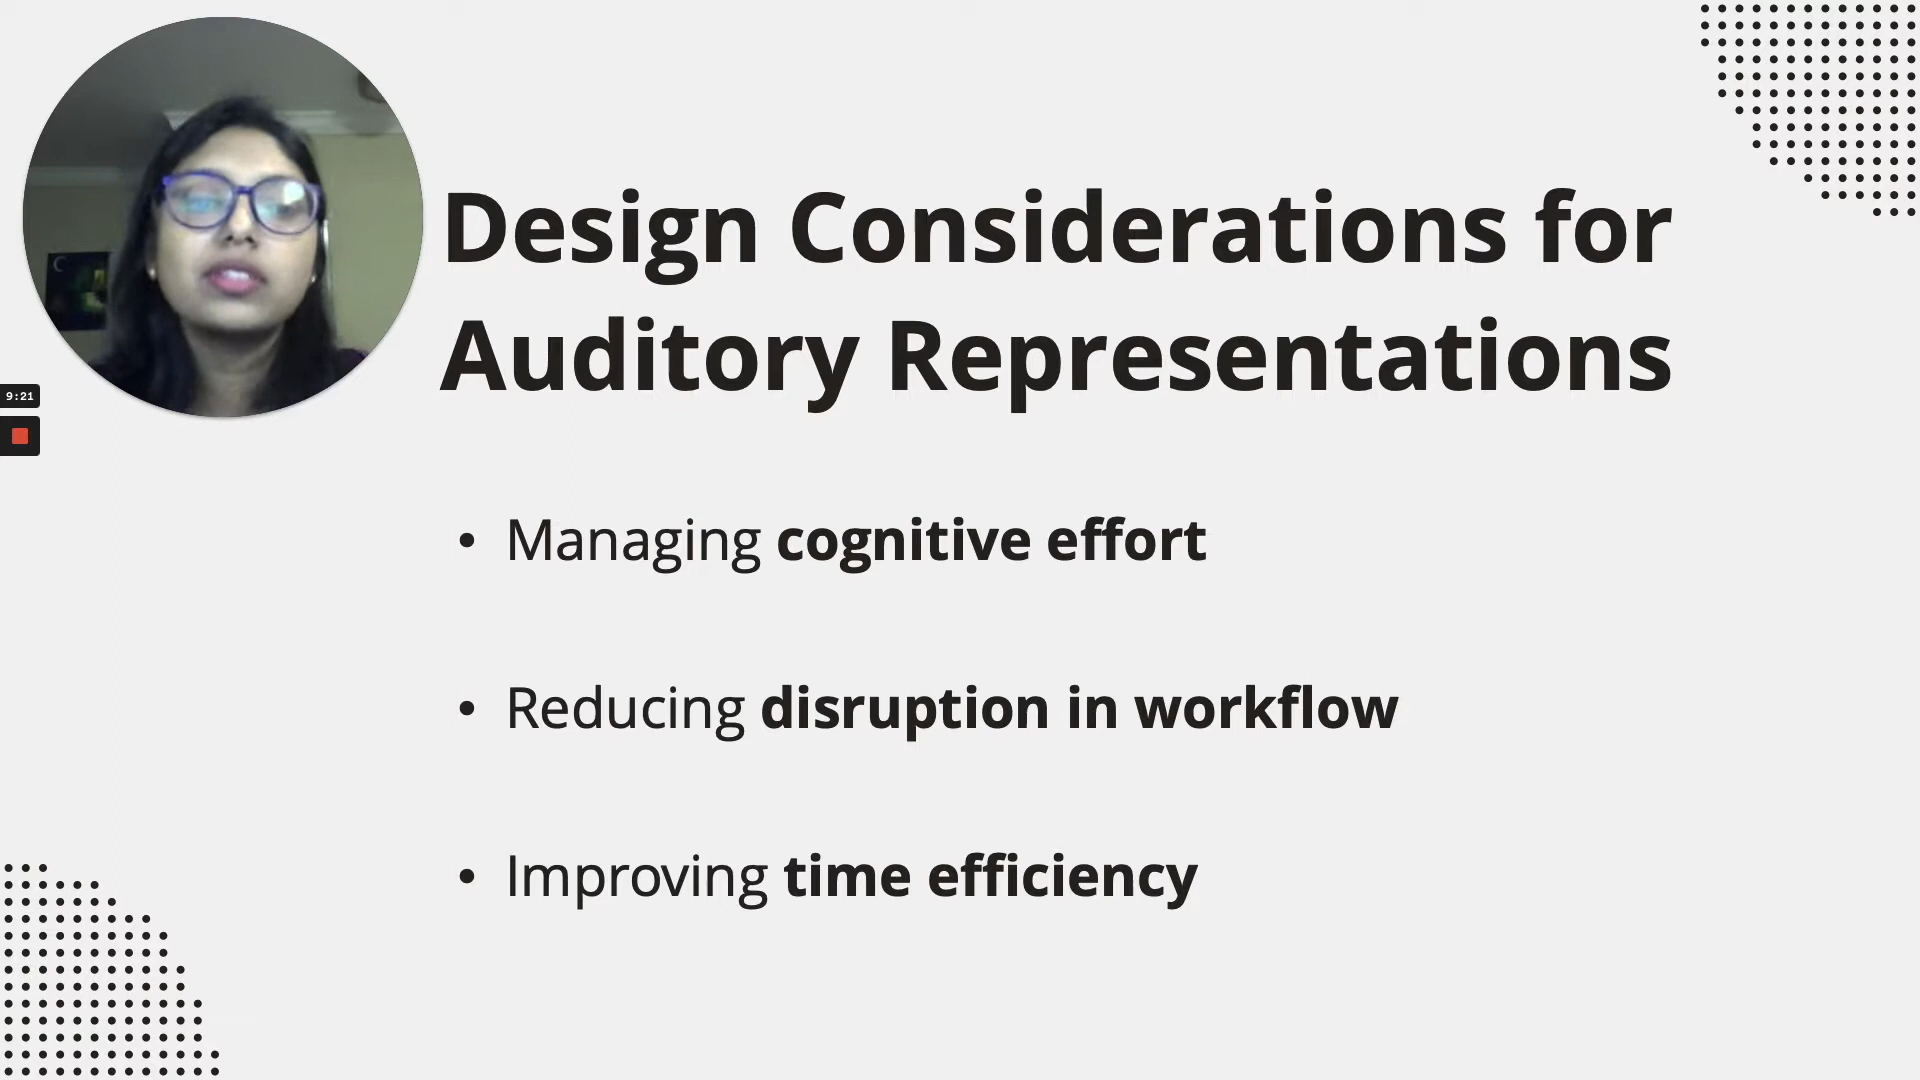 Design Considerations for
Auditory Representations
9:21
• Managing cognitive effort
• Reducing disruption in workflow
• Improving time efficiency